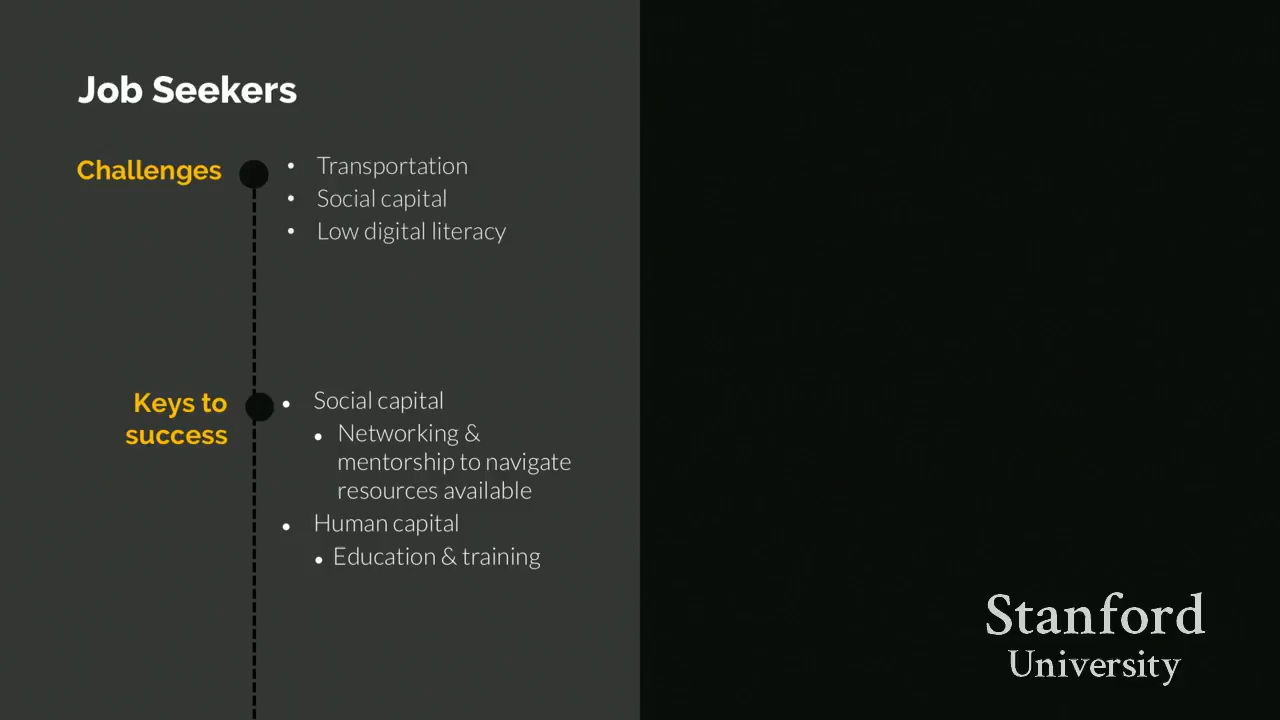 Job Seekers
Challenges
• Transportation
• Social capital
• Low digital literacy
Keys to
success
• Social capital
• Networking &
mentorship to navigate
resources available
• Human capital
• Education & training
Stanford
University